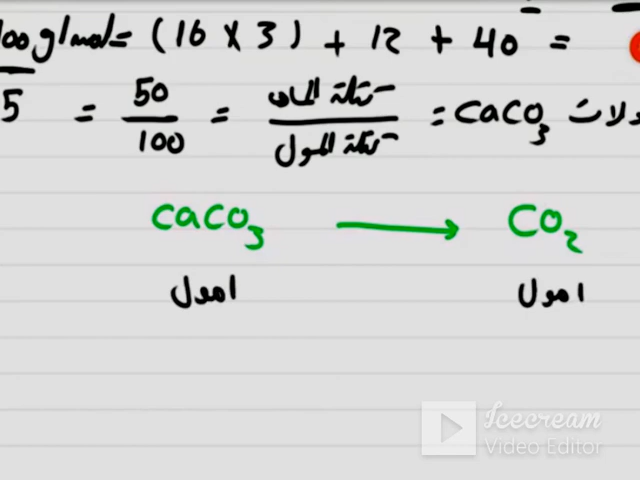 = 40 + 12 + (16 × 3) =100g/mol
CaCO3 = كتلة المادة / كتلة المول = 50/100 = 5
CaCO3 → CO2
1مول 1مول
Icecream
Video Editor